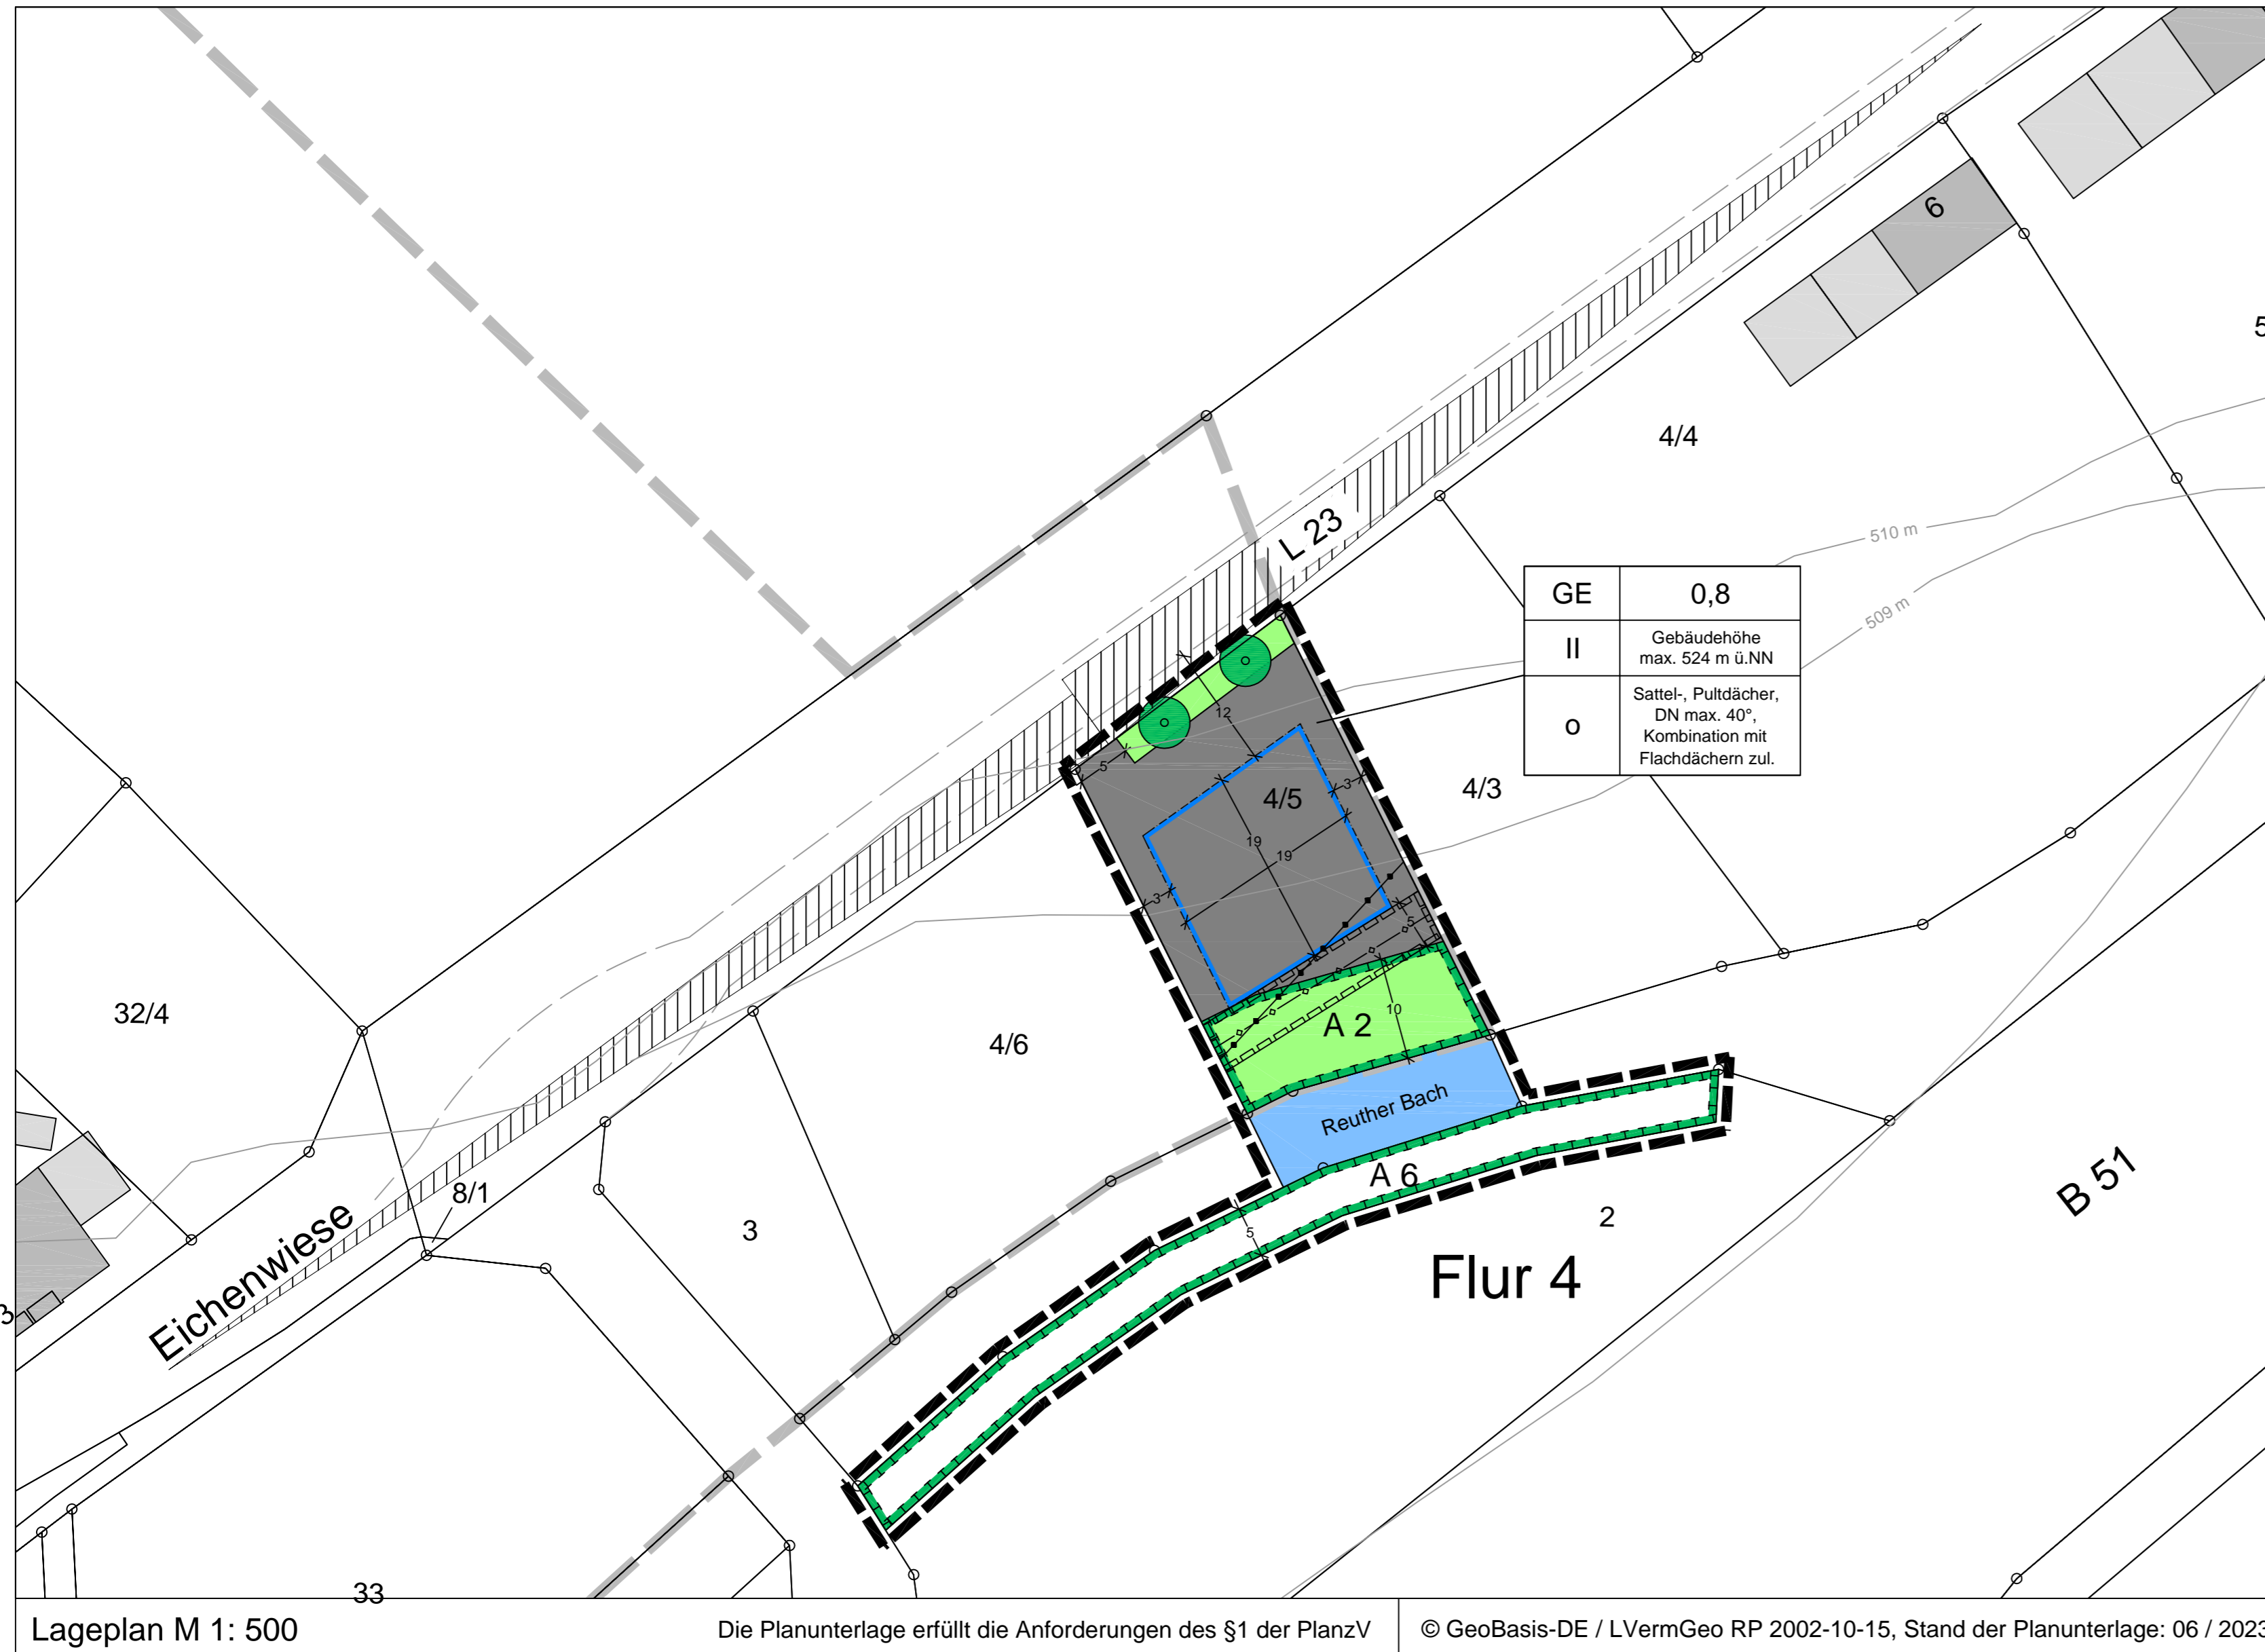 6
5
4/4
L 23
510 m
509 m
GE
0,8
II
Gebäudehöhe
max. 524 m ü.NN
o
Sattel-, Pultdächer,
DN max. 40°,
Kombination mit
Flachdächern zul.
12
5
4/5
3
4/3
19
19
3
5
32/4
4/6
A 2
10
Reuther Bach
A 6
B 51
8/1
3
5
2
Eichenwiese
Flur 4
3
33
Lageplan M 1: 500
Die Planunterlage erfüllt die Anforderungen des §1 der PlanzV
© GeoBasis-DE / LVermGeo RP 2002-10-15, Stand der Planunterlage: 06 / 2023